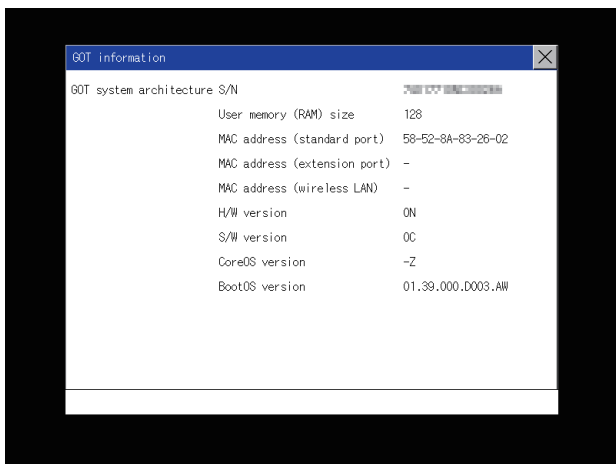 GOT information
GOT system architecture S/N
User memory (RAM) size 128
MAC address (standard port) 58-52-8A-83-26-02
MAC address (extension port) -
MAC address (wireless LAN) -
H/W version 0N
S/W version 0C
CoreOS version -Z
BootOS version 01.39.000.D003.AW